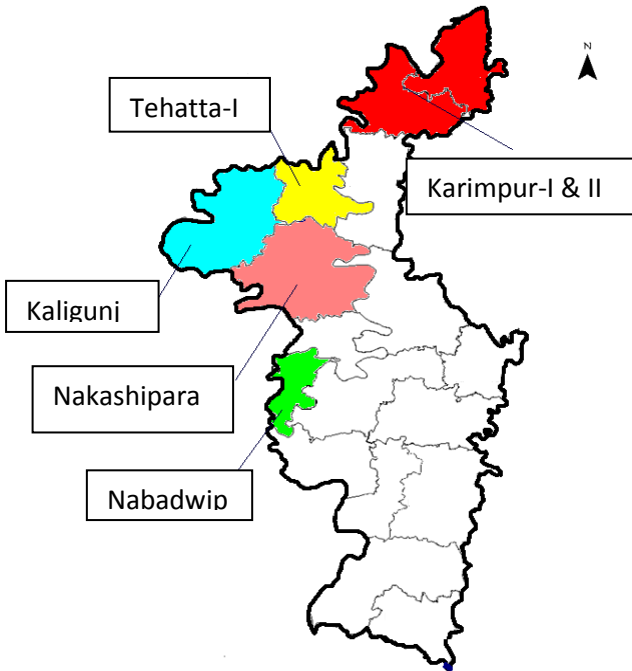 N
Tehatta-I
Karimpur-I & II
Kaligunj
Nakashipara
Nabadwip